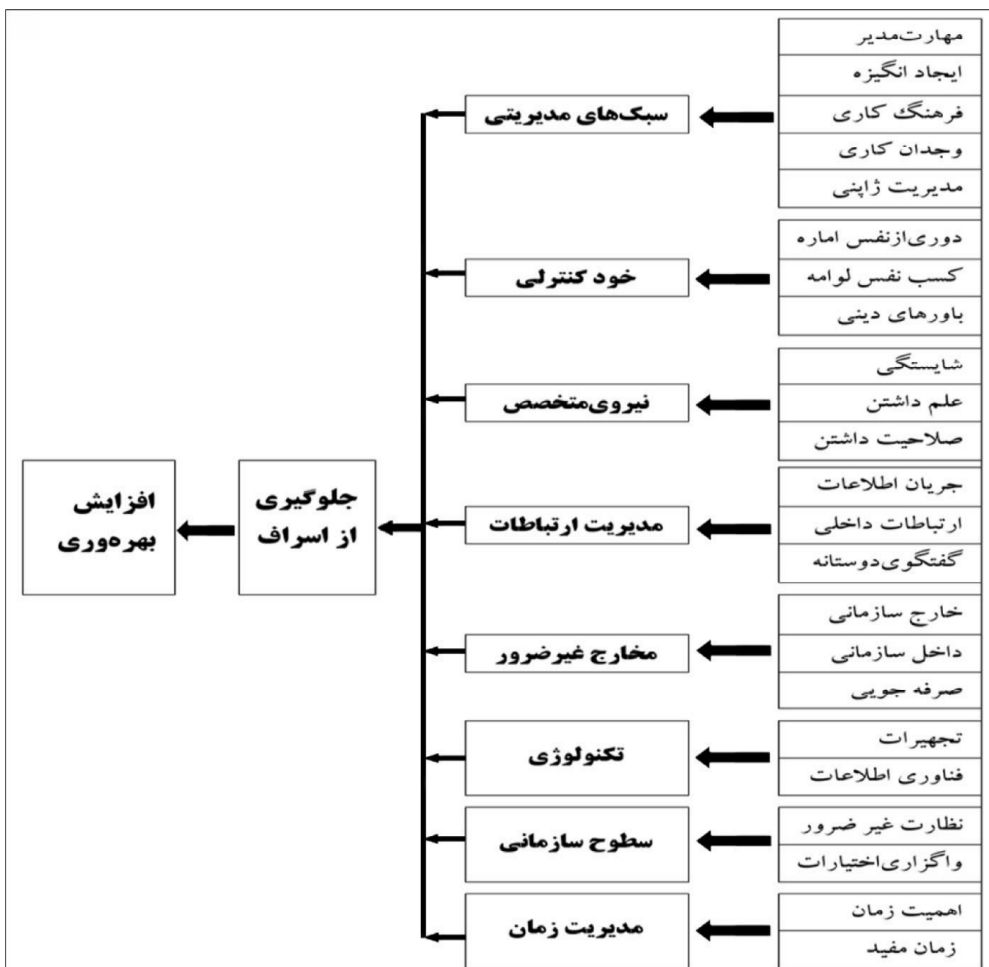 مهارت‌مدیر
ایجاد انگیزه
فرهنگ کاری
وجدان کاری
مدیریت ژاپنی
سبک‌های مدیریتی
دوری‌ازنفس اماره
کسب نفس لوامه
باورهای دینی
خود کنترلی
شایستگی
علم داشتن
صلاحیت داشتن
نیروی‌متخصص
جریان اطلاعات
ارتباطات داخلی
گفتگوی‌دوستانه
مدیریت ارتباطات
خارج سازمانی
داخل سازمانی
صرفه جویی
مخارج غیرضرور
تجهیرات
فناوری اطلاعات
تکنولوژی
نظارت غیر ضرور
واگزاری‌اختیارات
سطوح سازمانی
اهمیت زمان
زمان مفید
مدیریت زمان
جلوگیری
از اسراف
افزایش
بهره‌وری